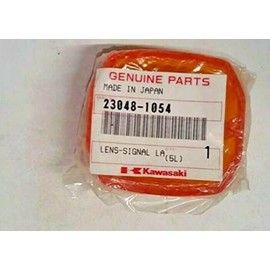 GENUINE PARTS
MADE IN JAPAN
23048-1054
LENS-SIGNAL LA
(5L)
1
Kawasaki